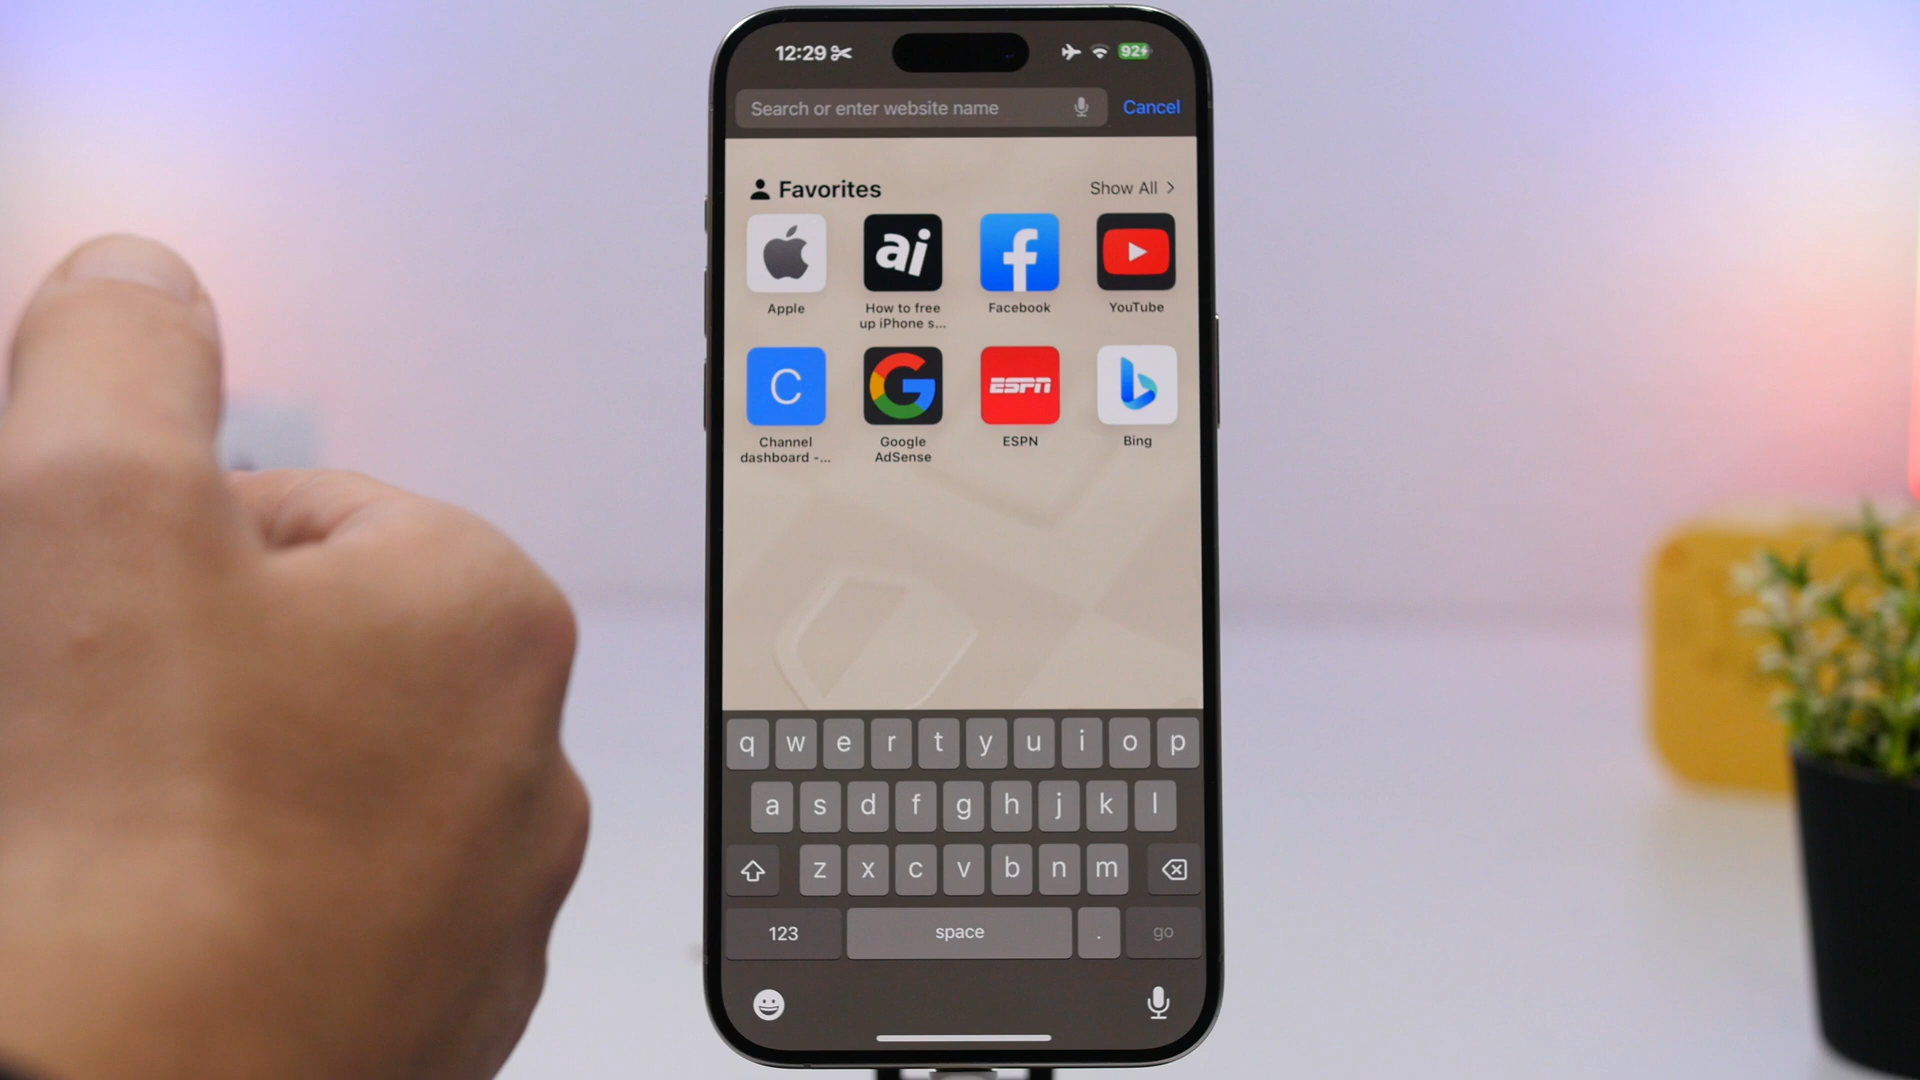 12:29
92
Search or enter website name
Cancel
Favorites
Show All
ai
Apple
How to free
up iPhone s...
Facebook
YouTube
C
ESPN
Channel
dashboard -...
Google
AdSense
ESPN
Bing
q w e r t y u i o p
a s d f g h j k l
z x c v b n m
123 space . go